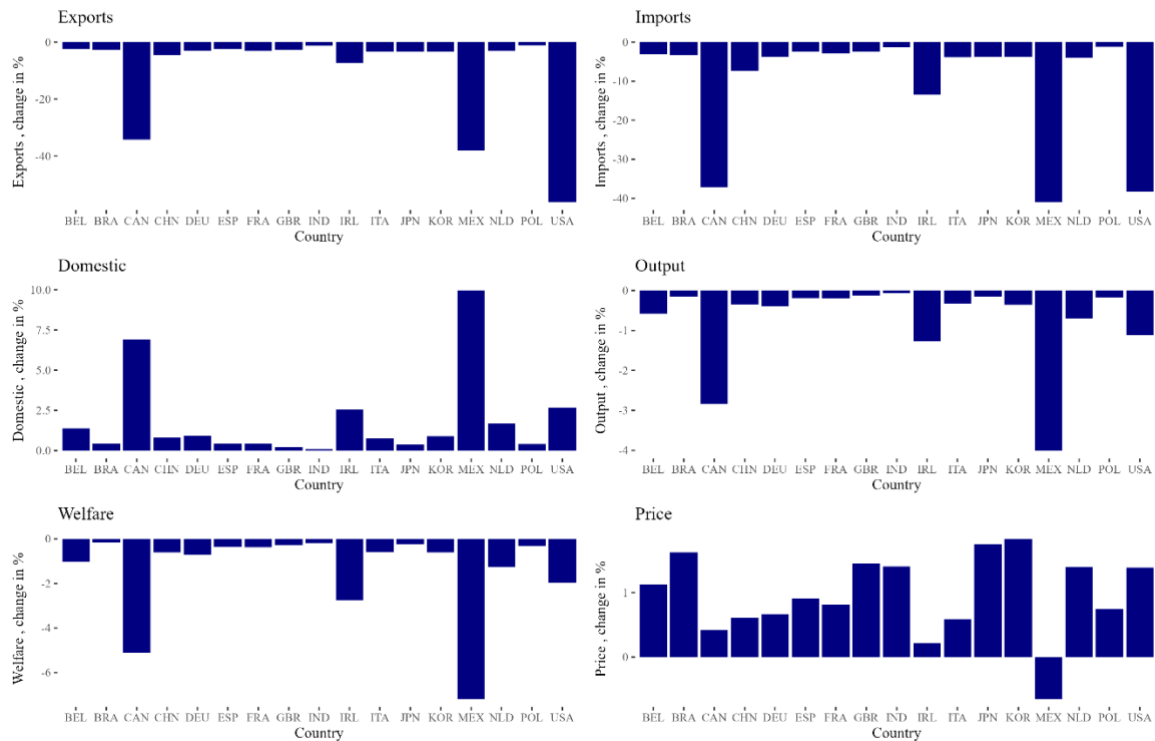 Exports
Exports , change in %
0
-20
-40
BEL BRA CAN CHN DEU ESP FRA GBR IND IRL ITA JPN KOR MEX NLD POL USA
Country
Imports
Imports , change in %
0
-10
-20
-30
-40
BEL BRA CAN CHN DEU ESP FRA GBR IND IRL ITA JPN KOR MEX NLD POL USA
Country
Domestic
Domestic , change in %
10.0
7.5
5.0
2.5
0.0
BEL BRA CAN CHN DEU ESP FRA GBR IND IRL ITA JPN KOR MEX NLD POL USA
Country
Output
Output , change in %
0
-1
-2
-3
-4
BEL BRA CAN CHN DEU ESP FRA GBR IND IRL ITA JPN KOR MEX NLD POL USA
Country
Welfare
Welfare , change in %
0
-2
-4
-6
BEL BRA CAN CHN DEU ESP FRA GBR IND IRL ITA JPN KOR MEX NLD POL USA
Country
Price
Price , change in %
1
0
BEL BRA CAN CHN DEU ESP FRA GBR IND IRL ITA JPN KOR MEX NLD POL USA
Country